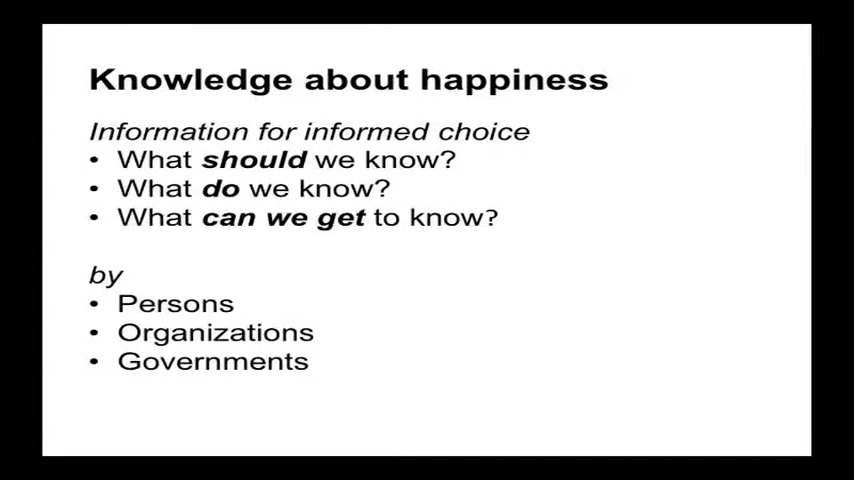 Knowledge about happiness
Information for informed choice
• What should we know?
• What do we know?
• What can we get to know?
by
• Persons
• Organizations
• Governments